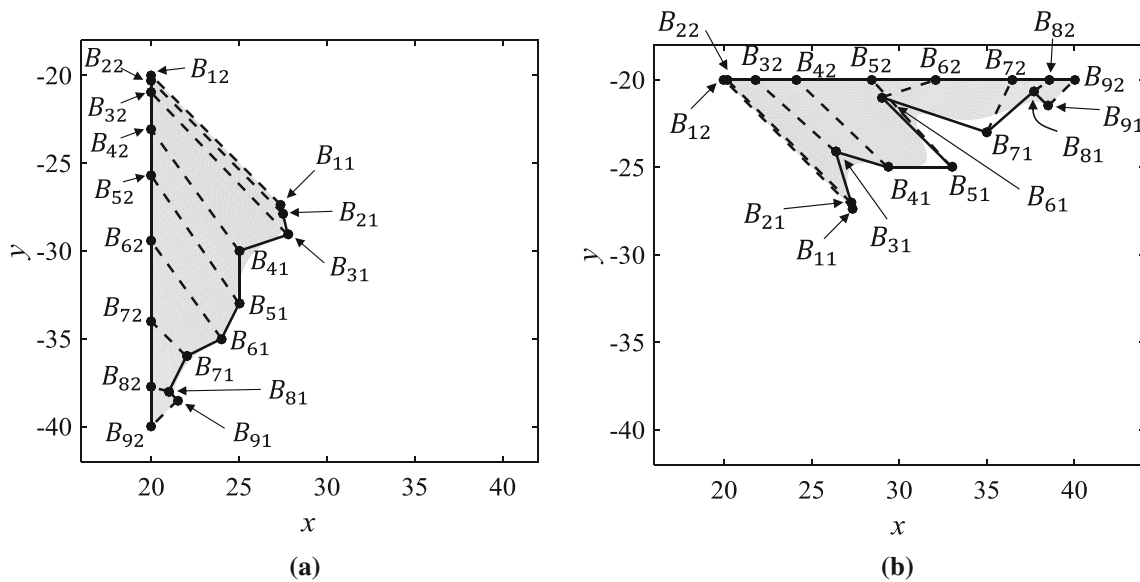 B₂₂ B₁₂
B₃₂
B₄₂
B₅₂
B₆₂
B₇₂
B₈₂
B₉₂
B₁₁
B₂₁
B₃₁
B₄₁
B₅₁
B₆₁
B₇₁
B₈₁
B₉₁
-20
-25
-30
-35
-40
y
20 25 30 35 40
x
(a)
B₂₂ B₃₂ B₄₂ B₅₂ B₆₂ B₇₂ B₈₂
B₉₂
B₁₂
B₉₁
B₈₁
B₇₁
B₆₁
B₅₁
B₄₁
B₃₁
B₂₁
B₁₁
-20
-25
-30
-35
-40
y
20 25 30 35 40
x
(b)